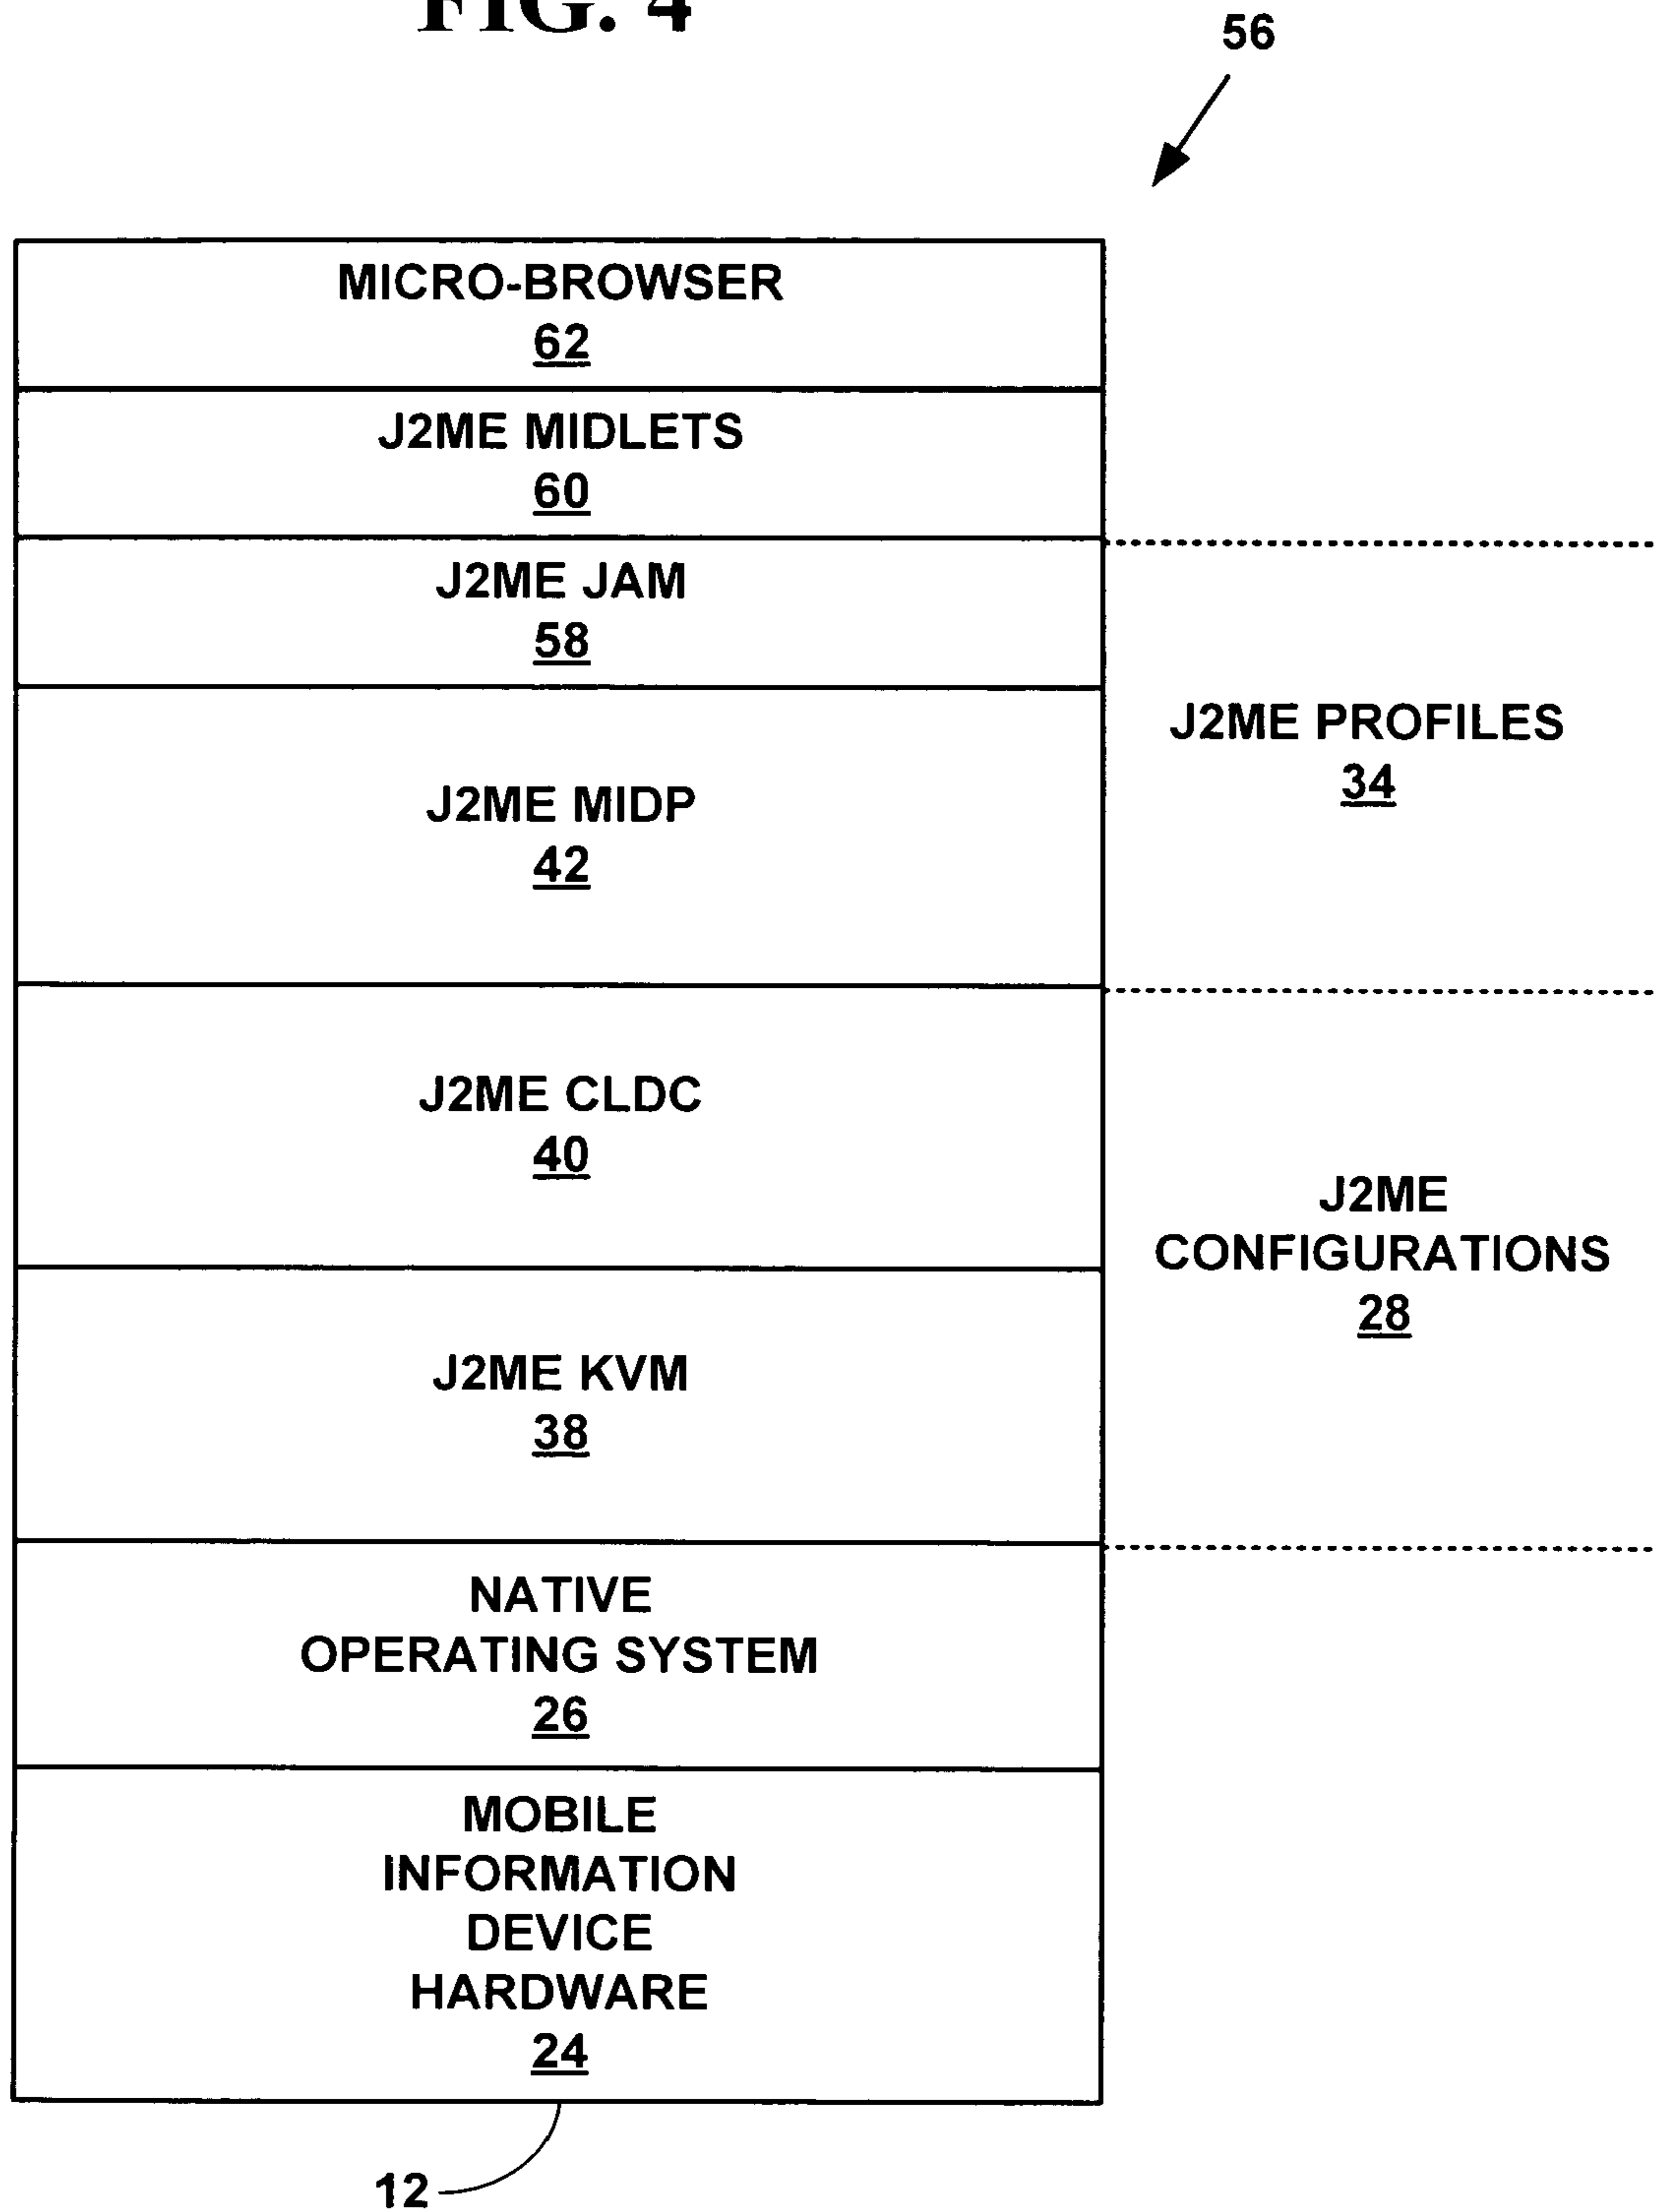 FIG. 4
56
MICRO-BROWSER
62
J2ME MIDLETS
60
J2ME JAM
58
J2ME MIDP
42
J2ME PROFILES
34
J2ME CLDC
40
J2ME
CONFIGURATIONS
28
J2ME KVM
38
NATIVE
OPERATING SYSTEM
26
MOBILE
INFORMATION
DEVICE
HARDWARE
24
12